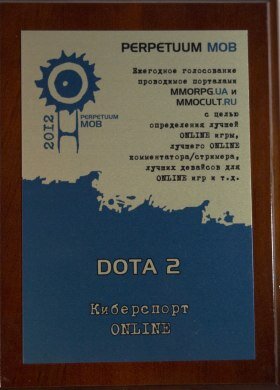 PERPETUUM MOB
Ежегодное голосование
проводимое порталами
MMORPG.UA и
MMOCULT.RU
с целью
определения лучшей
ONLINE игры,
лучшего ONLINE
комментатора/стримера,
лучших девайсов для
ONLINE игр и т.д.
2012
PERPETUUM
MOB
DOTA 2
Киберспорт
ONLINE